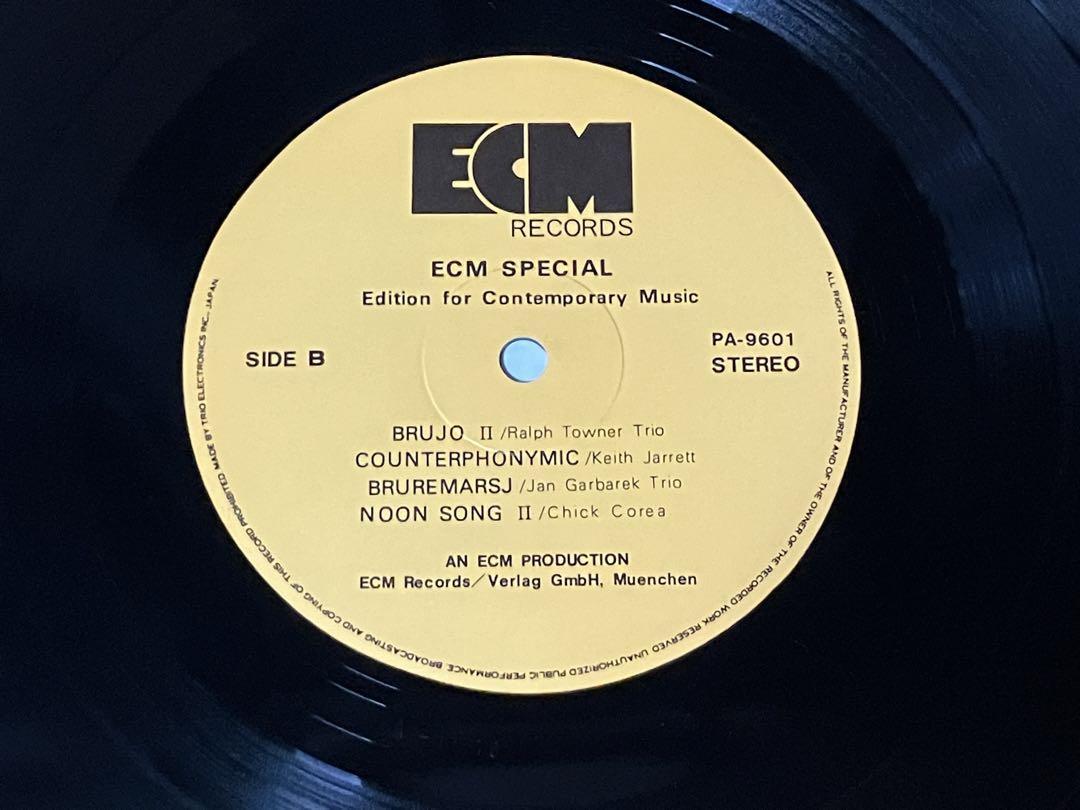 ECM
RECORDS
ECM SPECIAL
Edition for Contemporary Music
SIDE B
PA-9601
STEREO
BRUJO II /Ralph Towner Trio
COUNTERPHONYMIC /Keith Jarrett
BRUREMARSJ /Jan Garbarek Trio
NOON SONG II /Chick Corea
AN ECM PRODUCTION
ECM Records/Verlag GmbH, Muenchen
ALL RIGHTS OF THE MANUFACTURER AND OF THE OWNER OF THE RECORDED WORK RESERVED UNAUTHORIZED PUBLIC PERFORMANCE BROADCASTING AND COPYING OF THIS RECORD PROHIBITED MADE BY TRIO ELECTRONICS INC., JAPAN